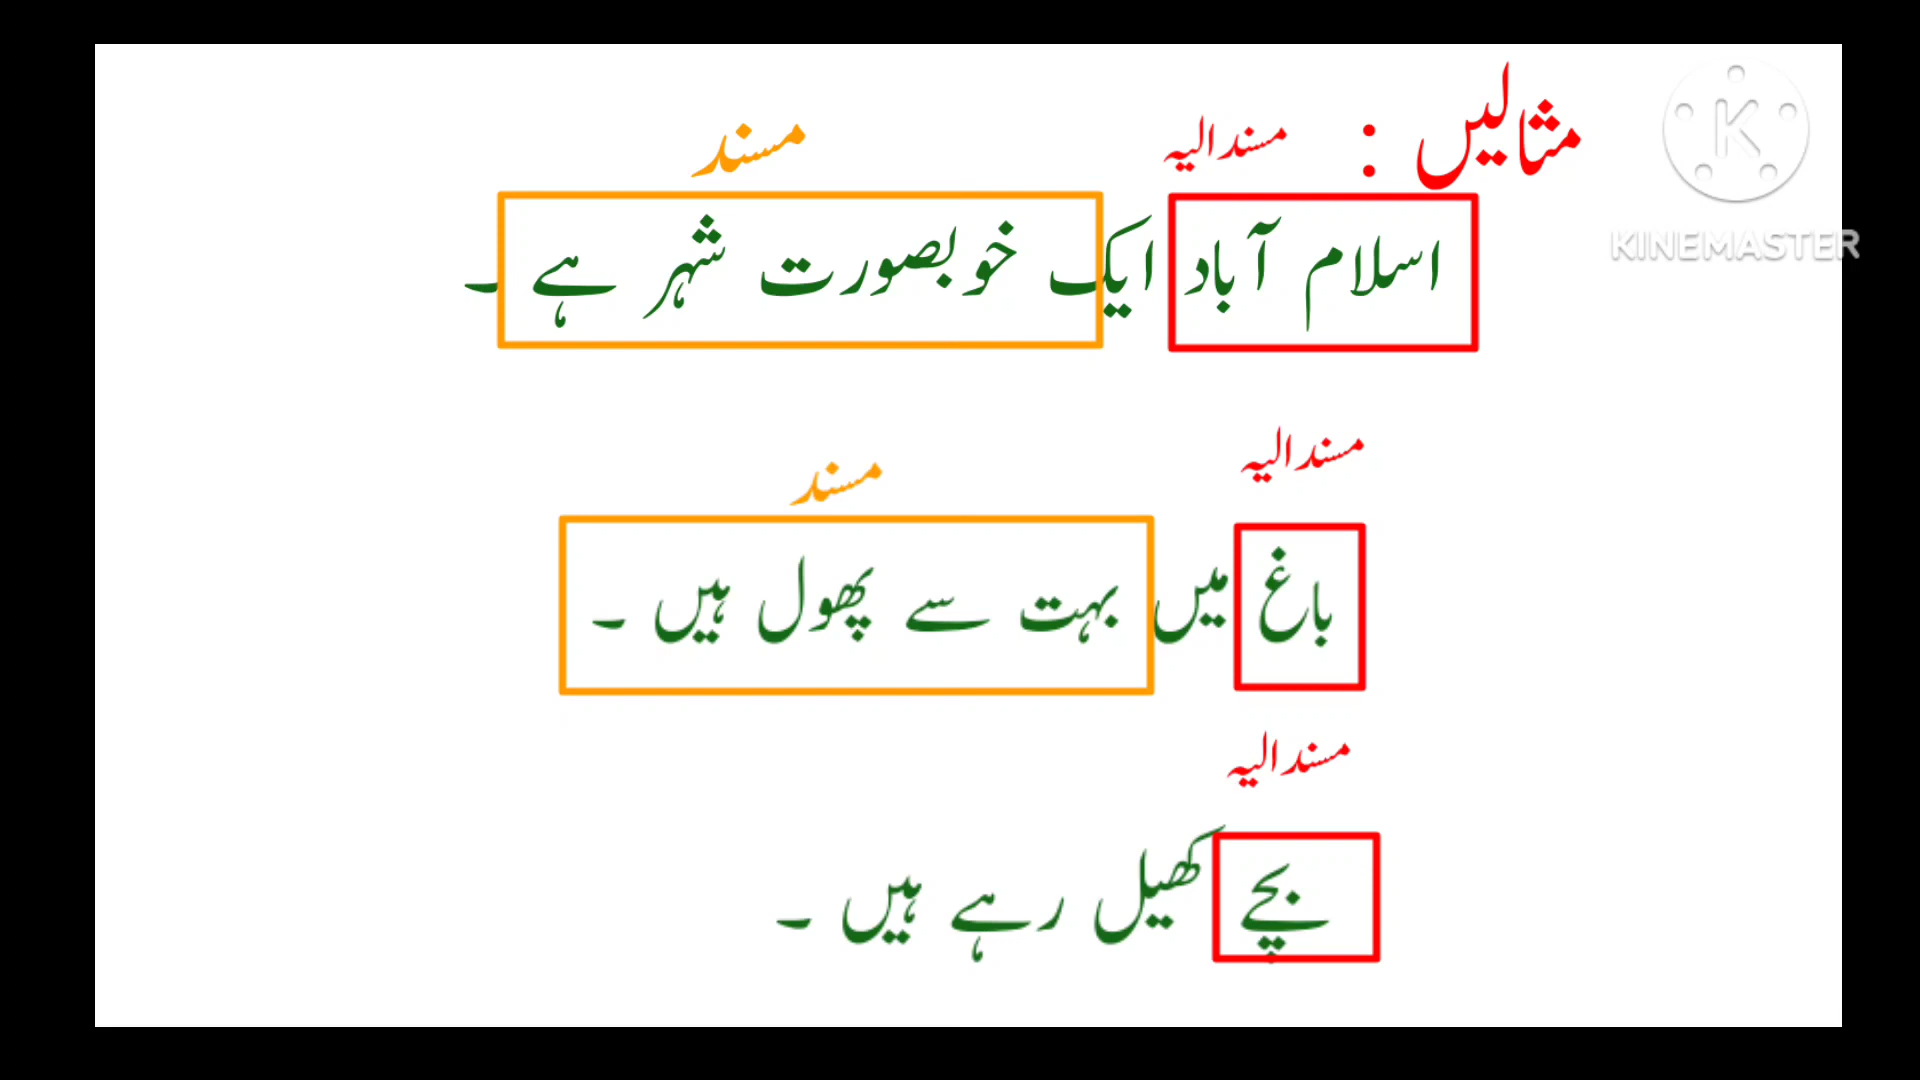 مثالیں :
مسندالیہ مسند
اسلام آباد ایک خوبصورت شہر ہے ۔
مسندالیہ مسند
باغ میں بہت سے پھول ہیں ۔
مسندالیہ
بچے کھیل رہے ہیں ۔
KINEMASTER